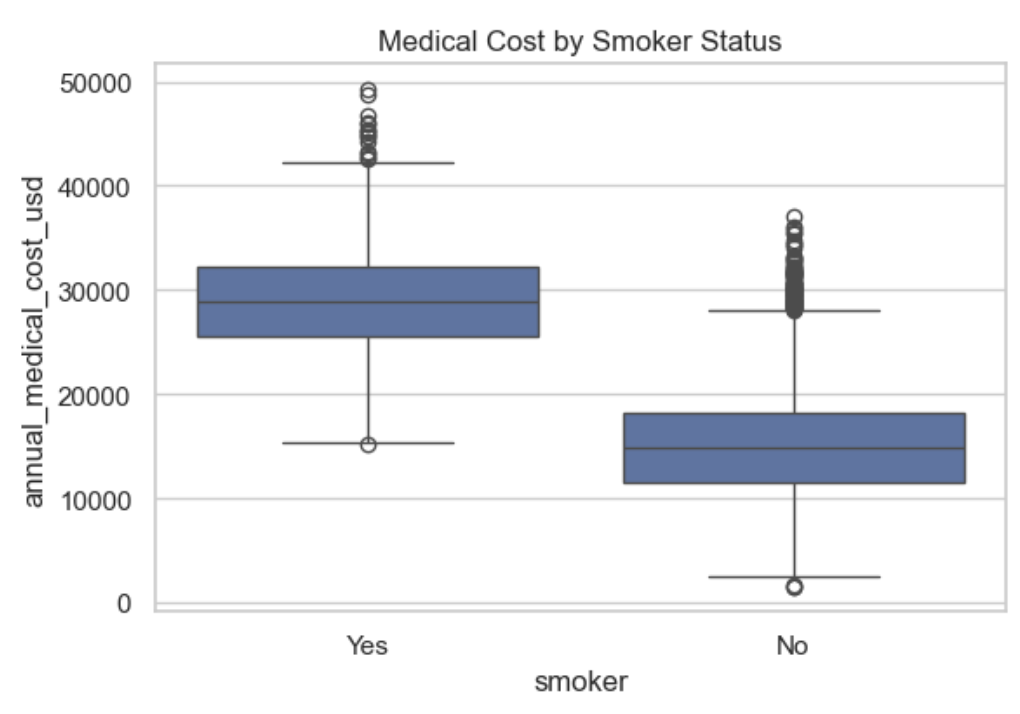 Medical Cost by Smoker Status
annual_medical_cost_usd
50000
40000
30000
20000
10000
0
Yes
No
smoker